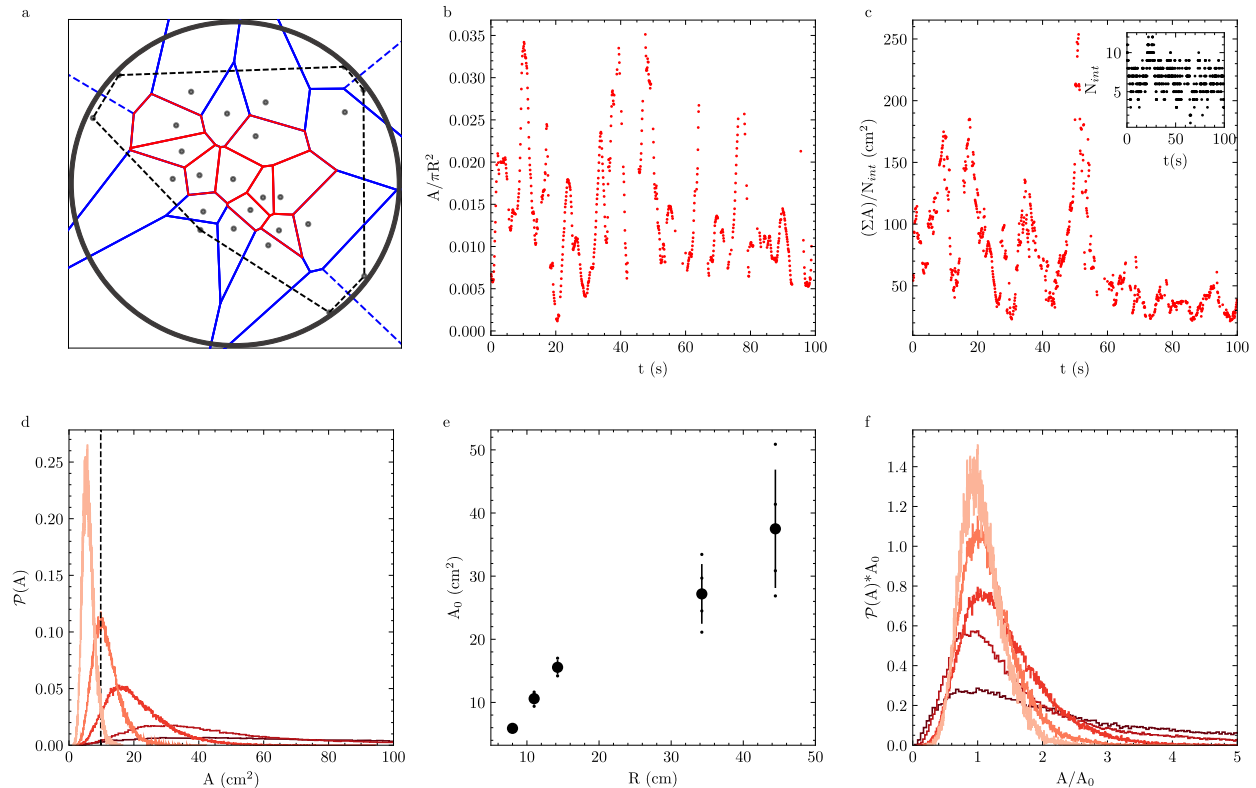 a
b
A/πR²
0.035
0.030
0.025
0.020
0.015
0.010
0.005
0.000
0 20 40 60 80 100
t (s)
c
(ΣA)/N_int (cm²)
250
200
150
100
50
0 20 40 60 80 100
t (s)
N_int
10
5
0 100
t(s)
d
𝒫(A)
0.25
0.20
0.15
0.10
0.05
0.00
0 20 40 60 80 100
A (cm²)
e
A₀ (cm²)
50
40
30
20
10
10 20 30 40 50
R (cm)
f
𝒫(A)*A₀
1.4
1.2
1.0
0.8
0.6
0.4
0.2
0.0
0 1 2 3 4 5
A/A₀